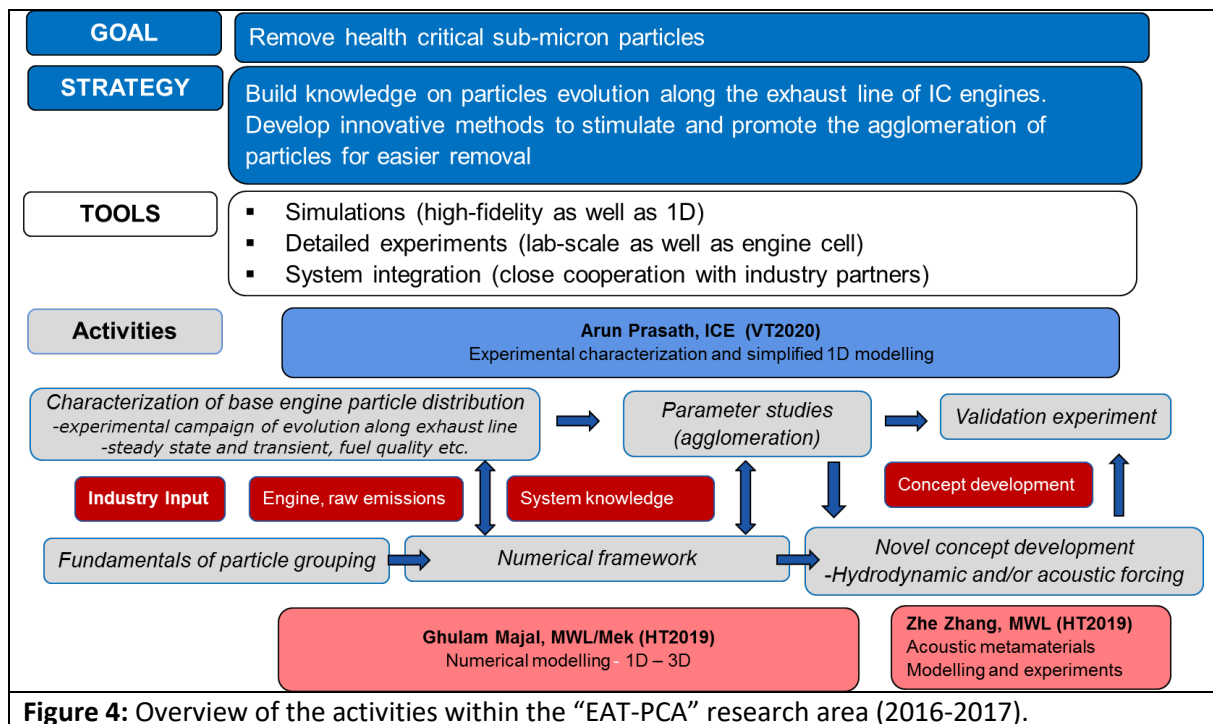 GOAL
Remove health critical sub-micron particles
STRATEGY
Build knowledge on particles evolution along the exhaust line of IC engines.
Develop innovative methods to stimulate and promote the agglomeration of
particles for easier removal
TOOLS
▪ Simulations (high-fidelity as well as 1D)
▪ Detailed experiments (lab-scale as well as engine cell)
▪ System integration (close cooperation with industry partners)
Activities
Arun Prasath, ICE (VT2020)
Experimental characterization and simplified 1D modelling
Characterization of base engine particle distribution
-experimental campaign of evolution along exhaust line
-steady state and transient, fuel quality etc.
Parameter studies
(agglomeration)
Validation experiment
Industry Input
Engine, raw emissions
System knowledge
Concept development
Fundamentals of particle grouping
Numerical framework
Novel concept development
-Hydrodynamic and/or acoustic forcing
Ghulam Majal, MWL/Mek (HT2019)
Numerical modelling - 1D – 3D
Zhe Zhang, MWL (HT2019)
Acoustic metamaterials
Modelling and experiments
Figure 4: Overview of the activities within the “EAT-PCA” research area (2016-2017).